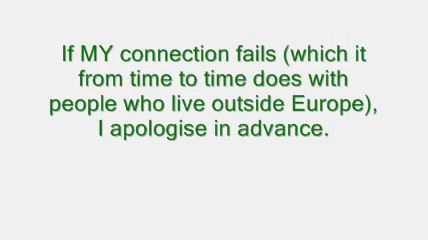 If MY connection fails (which it
from time to time does with
people who live outside Europe),
I apologise in advance.